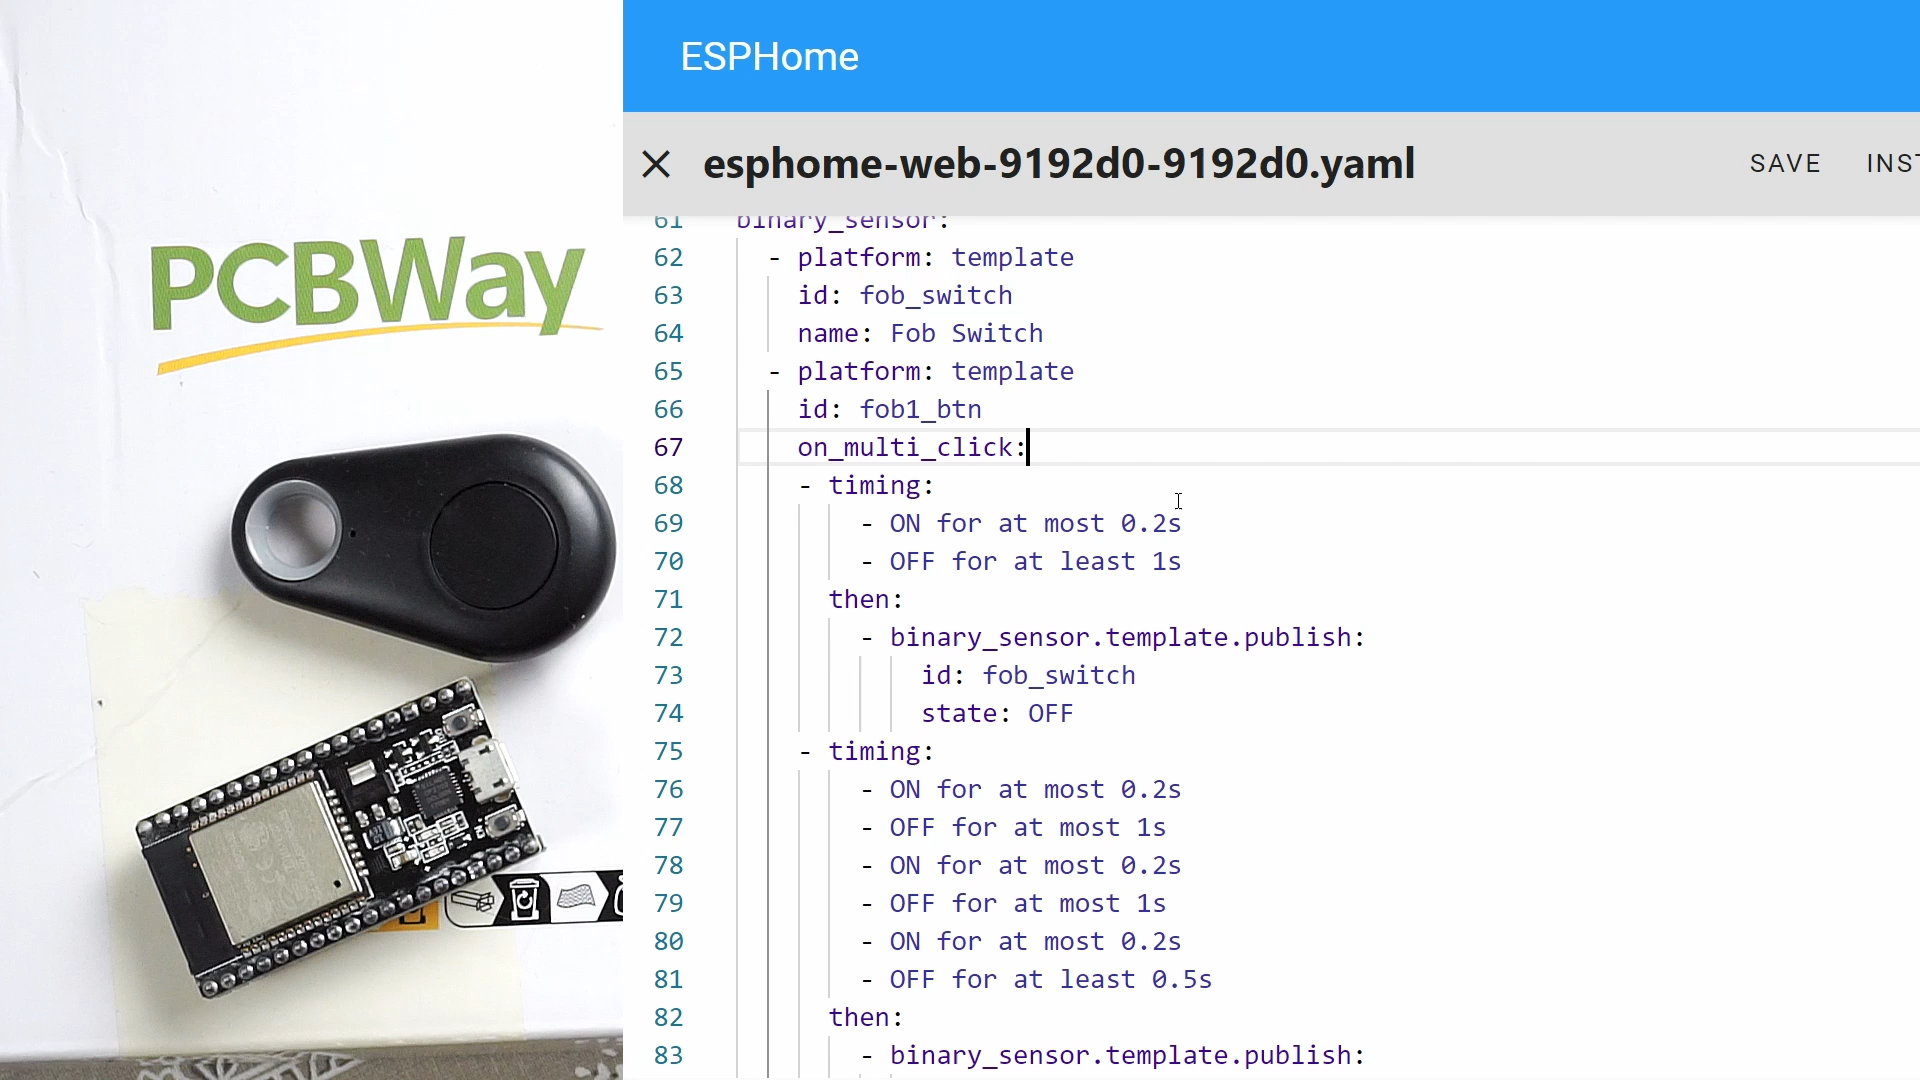 PCBWay
ESPHome
esphome-web-9192d0-9192d0.yaml
SAVE
INST
61 binary_sensor:
62 - platform: template
63 id: fob_switch
64 name: Fob Switch
65 - platform: template
66 id: fob1_btn
67 on_multi_click:
68 - timing:
69 - ON for at most 0.2s
70 - OFF for at least 1s
71 then:
72 - binary_sensor.template.publish:
73 id: fob_switch
74 state: OFF
75 - timing:
76 - ON for at most 0.2s
77 - OFF for at most 1s
78 - ON for at most 0.2s
79 - OFF for at most 1s
80 - ON for at most 0.2s
81 - OFF for at least 0.5s
82 then:
83 - binary_sensor.template.publish: